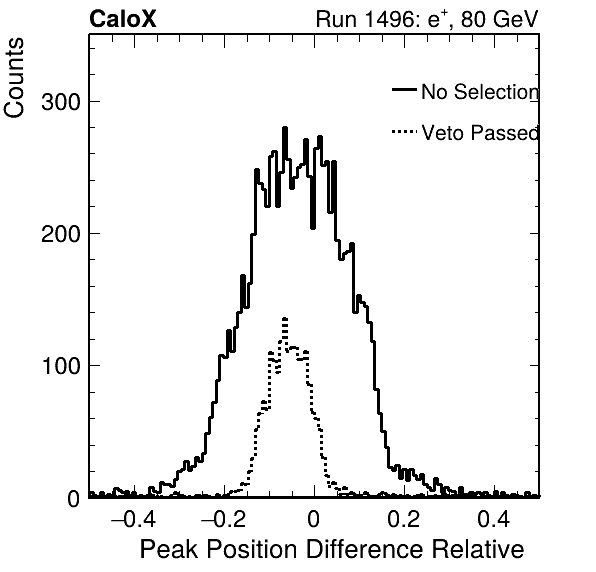 CaloX Run 1496: e⁺, 80 GeV
Counts
No Selection
Veto Passed
300
200
100
0
−0.4 −0.2 0 0.2 0.4
Peak Position Difference Relative